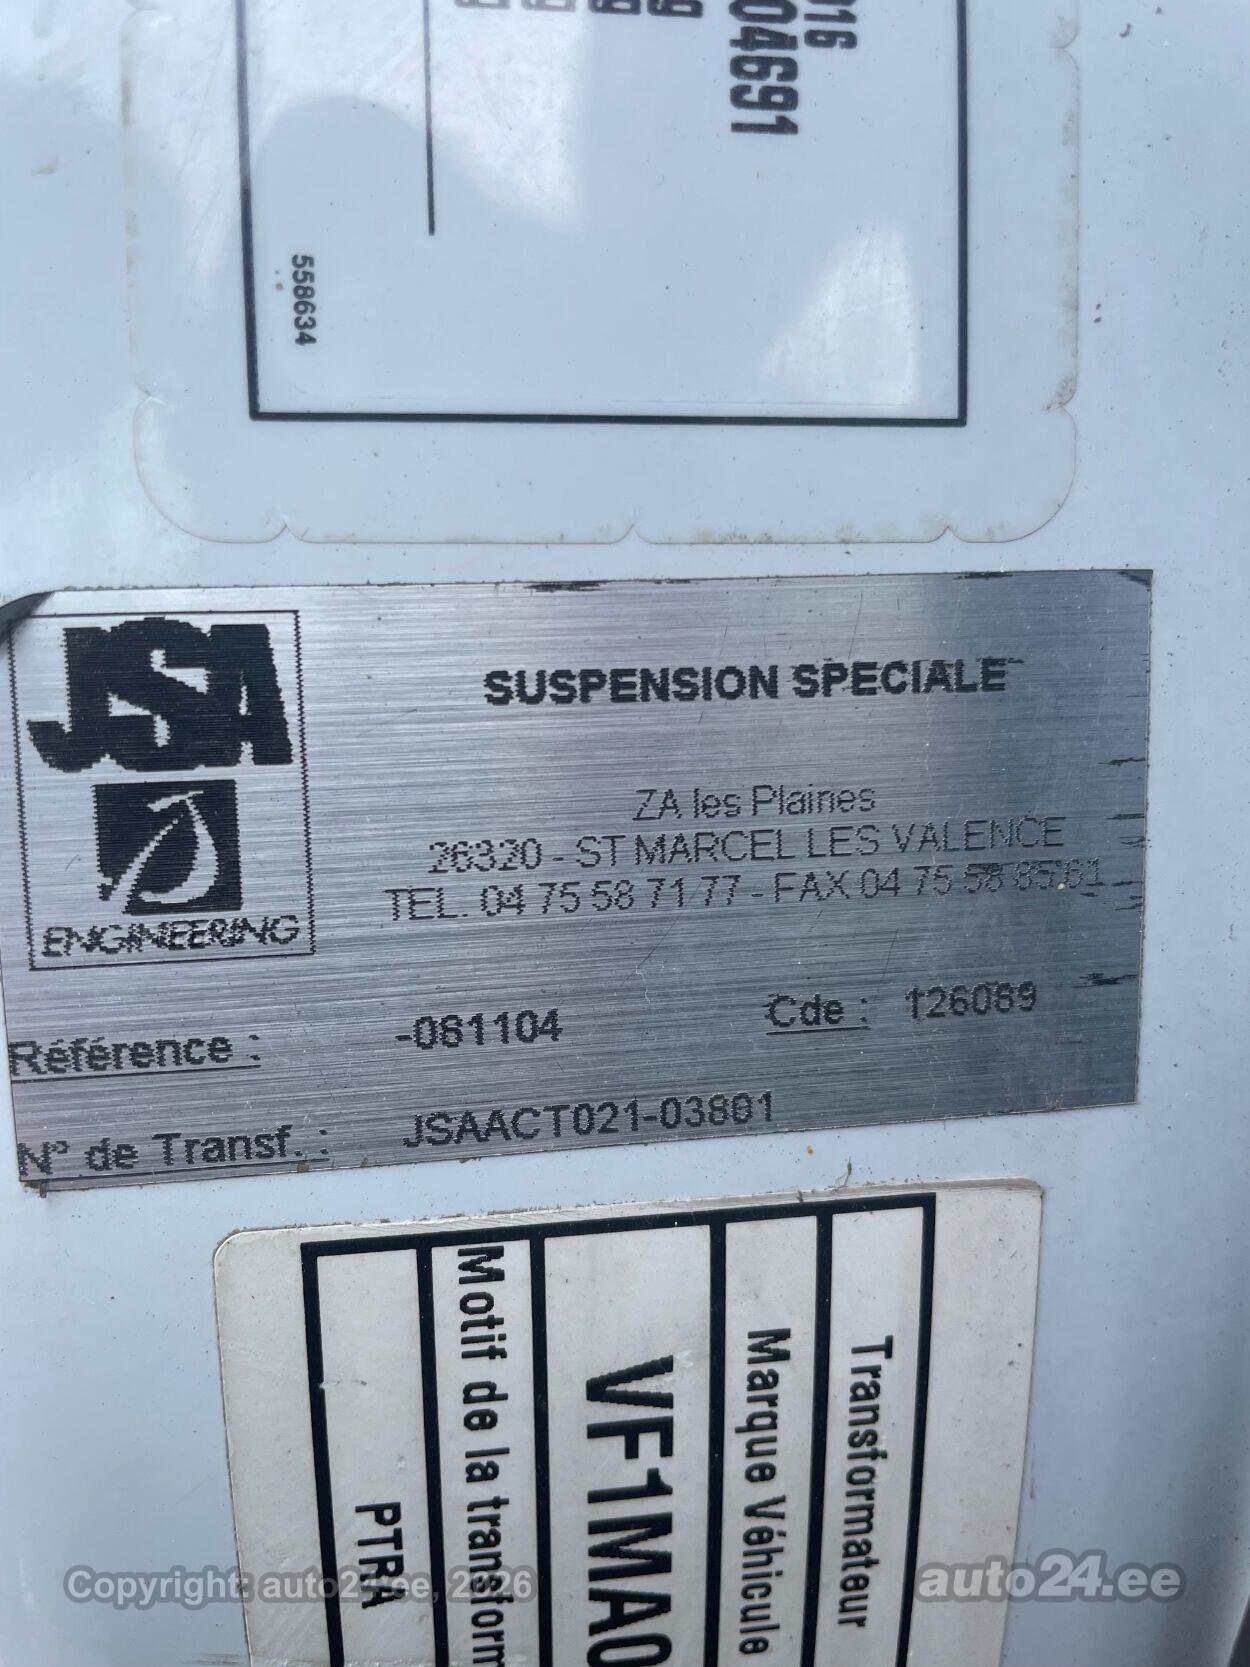 016
04691
558634
JSA
ENGINEERING
SUSPENSION SPECIALE
ZA les Plaines
26320 - ST MARCEL LES VALENCE
TEL. 04 75 58 71 77 - FAX 04 75 58 85 61
Référence : -081104 Cde : 126089
N° de Transf. : JSAACT021-03801
Transformateur
Marque Véhicule
VF1MA0
Motif de la transform
PTRA
Copyright: auto24.ee, 2026
auto24.ee